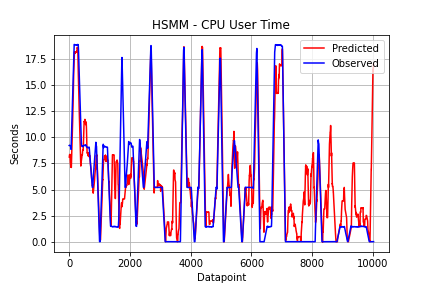 HSMM - CPU User Time
Predicted
Observed
17.5
15.0
12.5
10.0
7.5
5.0
2.5
0.0
Seconds
0 2000 4000 6000 8000 10000
Datapoint